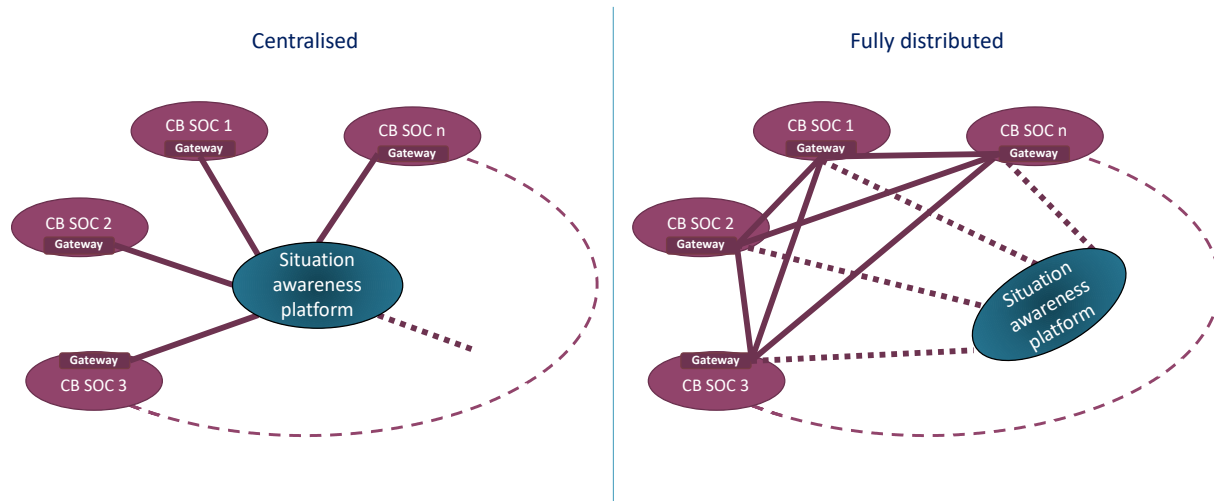 Centralised
CB SOC 1
Gateway
CB SOC n
Gateway
CB SOC 2
Gateway
Situation
awareness
platform
Gateway
CB SOC 3
Fully distributed
CB SOC 1
Gateway
CB SOC n
Gateway
CB SOC 2
Gateway
Situation
awareness
platform
Gateway
CB SOC 3